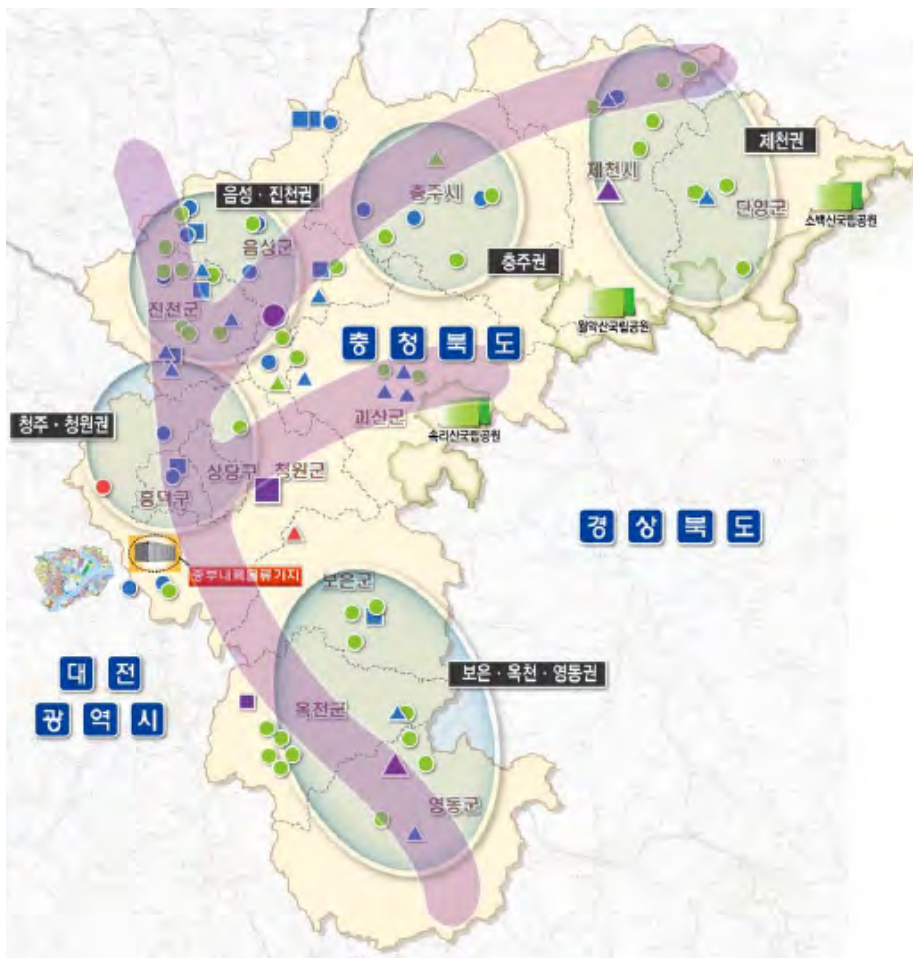 음성 · 진천권
제천권
제천시
충주시
단양군
소백산국립공원
음성군
충주권
진천군
월악산국립공원
충청북도
괴산군
청주 · 청원권
속리산국립공원
상당구
청원군
흥덕구
경상북도
중부내륙물류기지
보은군
보은 · 옥천 · 영동권
대전
광역시
옥천군
영동군